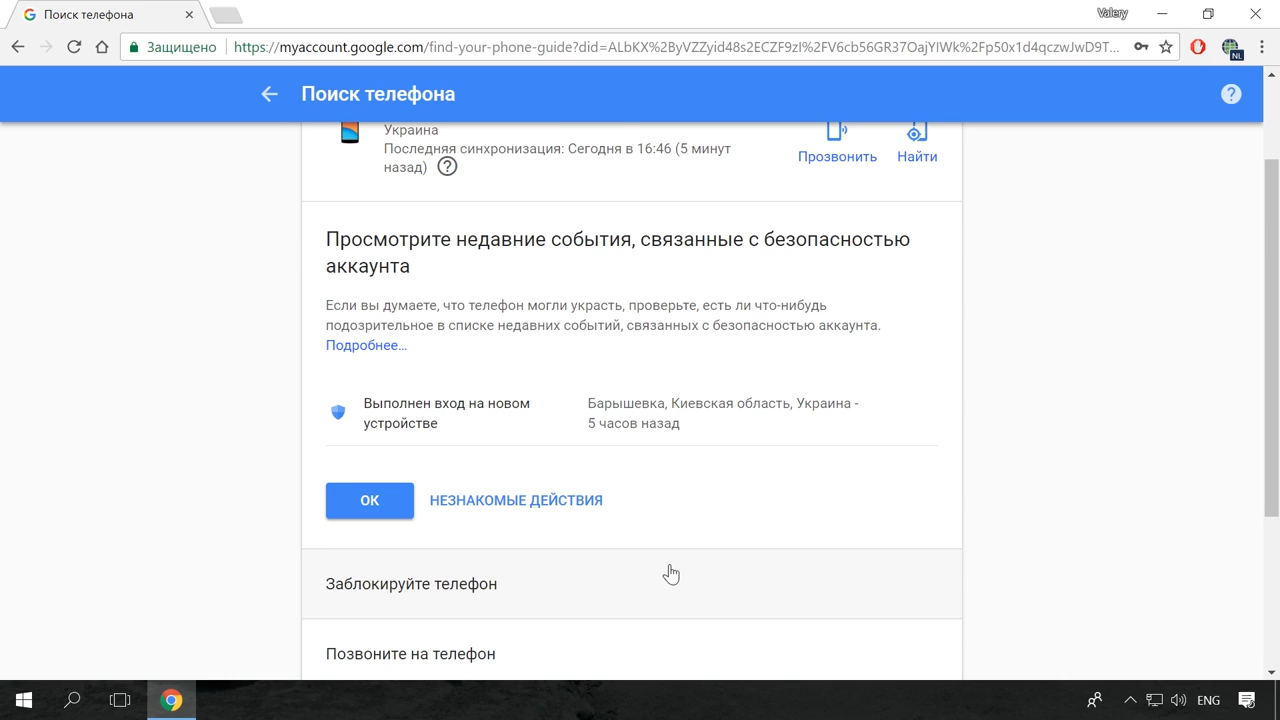 Поиск телефона
Valery
Защищено
https://myaccount.google.com/find-your-phone-guide?did=ALbKX%2ByVZZyid48s2ECZF9zI%2FV6cb56GR37OajYIWk%2Fp50x1d4qczwJwD9T...
NL
Поиск телефона
?
Украина
Последняя синхронизация: Сегодня в 16:46 (5 минут
назад) ?
Прозвонить
Найти
Просмотрите недавние события, связанные с безопасностью
аккаунта
Если вы думаете, что телефон могли украсть, проверьте, есть ли что-нибудь
подозрительное в списке недавних событий, связанных с безопасностью аккаунта.
Подробнее...
Выполнен вход на новом
устройстве
Барышевка, Киевская область, Украина -
5 часов назад
ОК
НЕЗНАКОМЫЕ ДЕЙСТВИЯ
Заблокируйте телефон
Позвоните на телефон
ENG